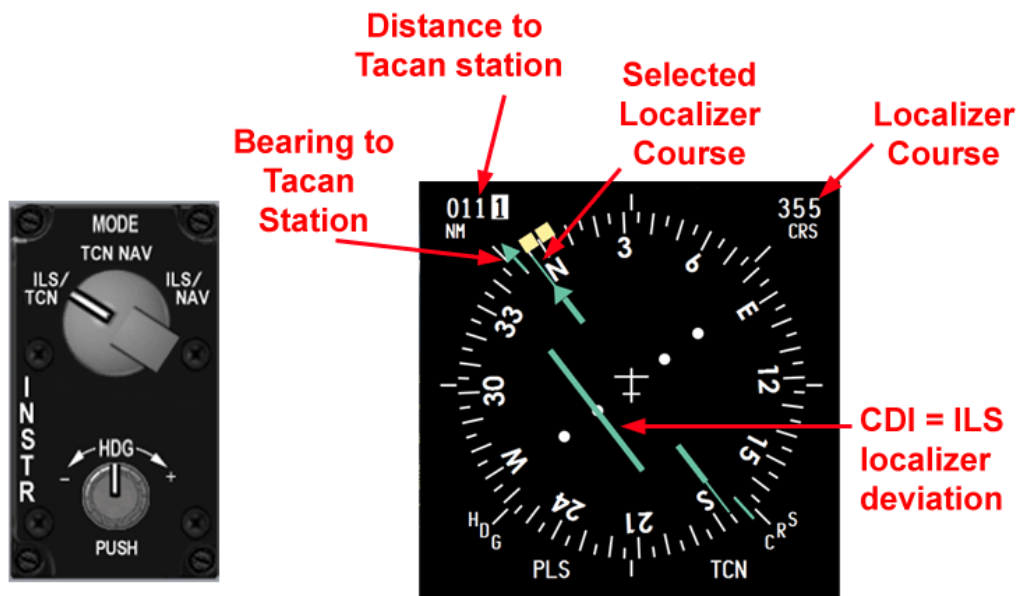 Distance to
Tacan station
Selected
Localizer
Course
Localizer
Course
Bearing to
Tacan
Station
MODE
TCN NAV
ILS/
TCN
ILS/
NAV
INSTR
HDG
- +
PUSH
011 1
NM
355
CRS
N
3
6
E
12
15
S
21
24
W
30
33
HDG
CRS
PLS
TCN
CDI = ILS
localizer
deviation